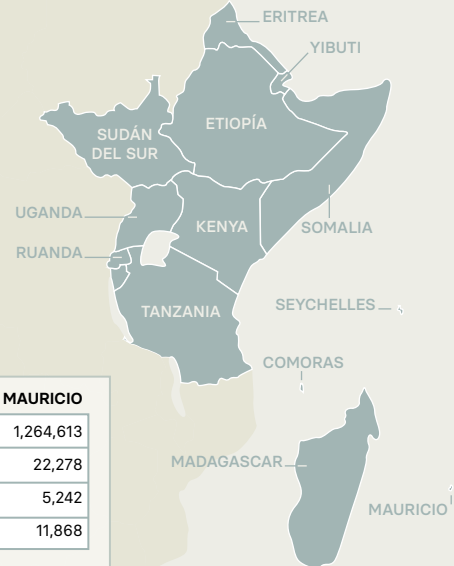 ERITREA
YIBUTI
ETIOPÍA
SUDÁN
DEL SUR
UGANDA
KENYA
SOMALIA
RUANDA
TANZANIA
SEYCHELLES
COMORAS
MADAGASCAR
MAURICIO
MAURICIO
1,264,613
22,278
5,242
11,868